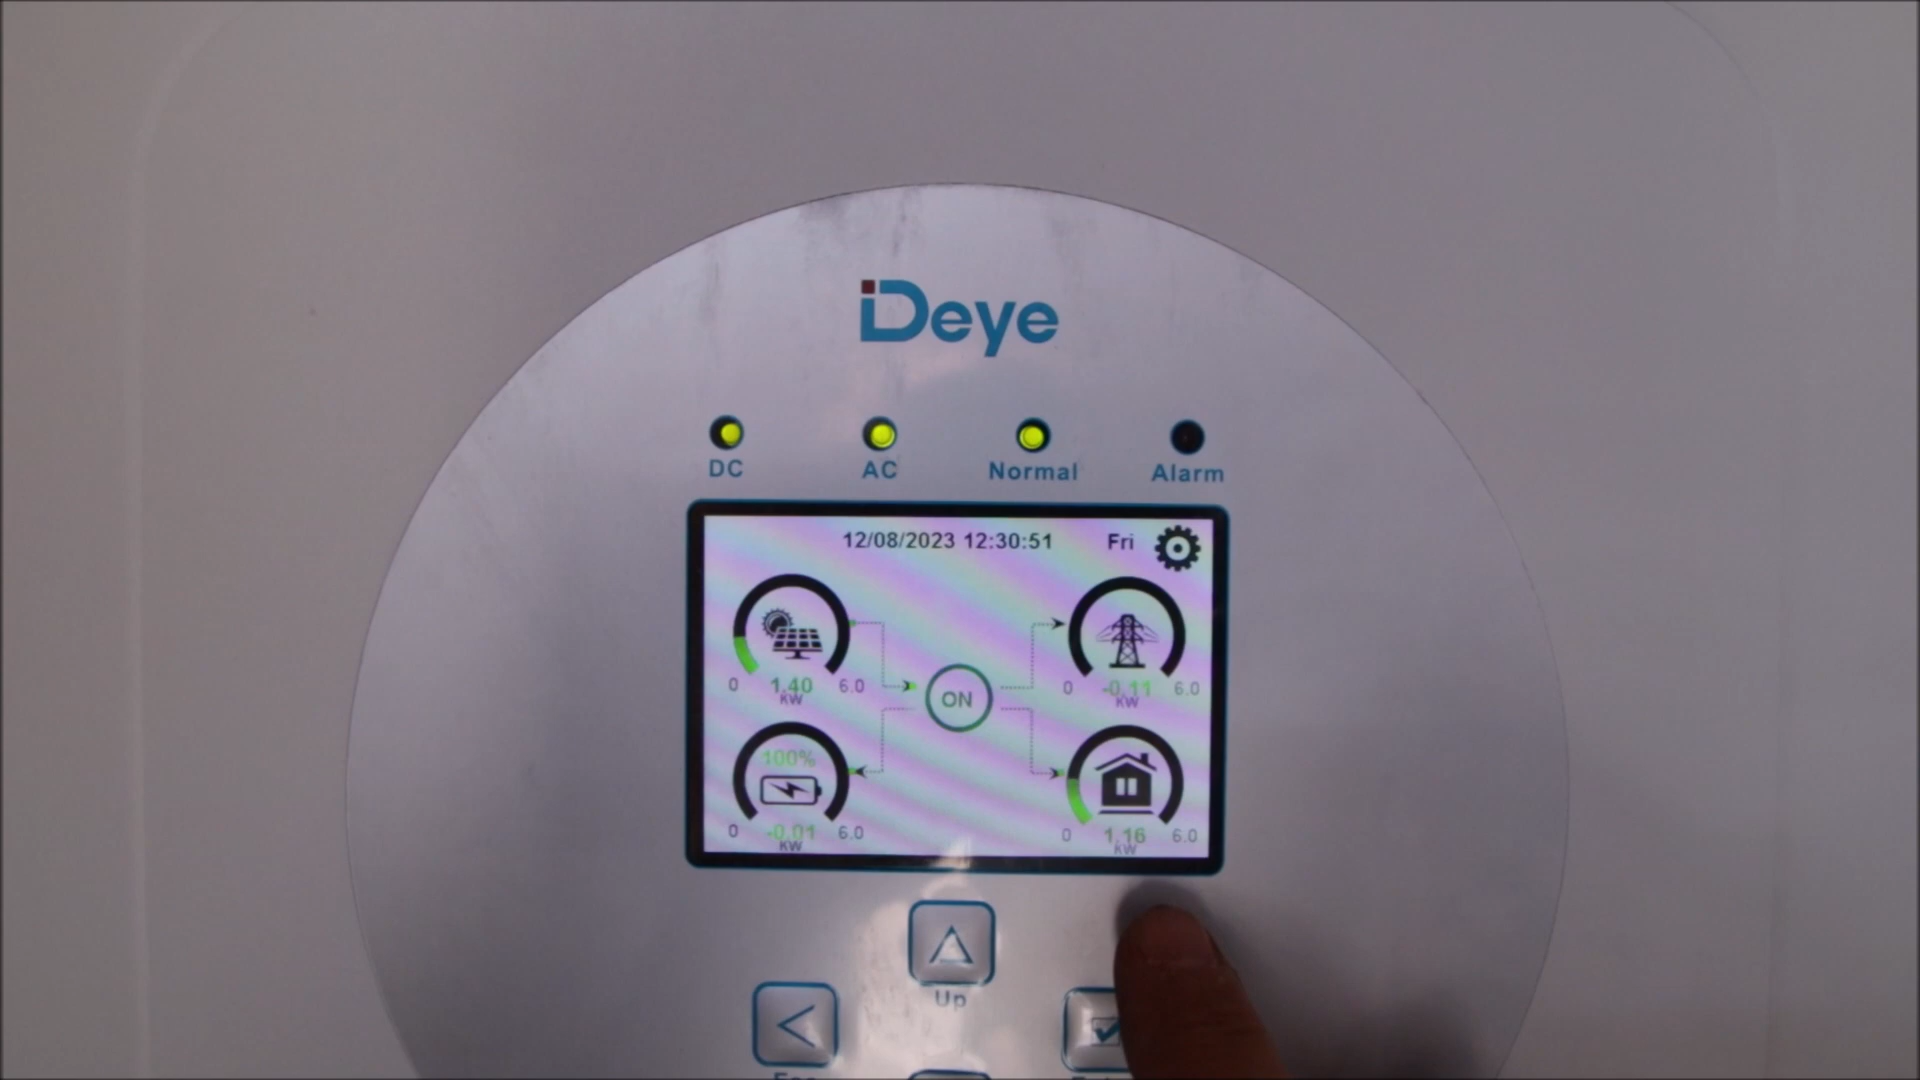 Deye
DC AC Normal Alarm
12/08/2023 12:30:51 Fri
0 1.40 6.0
KW
0 -0.11 6.0
KW
ON
100%
0 -0.01 6.0
KW
0 1.16 6.0
KW
Up